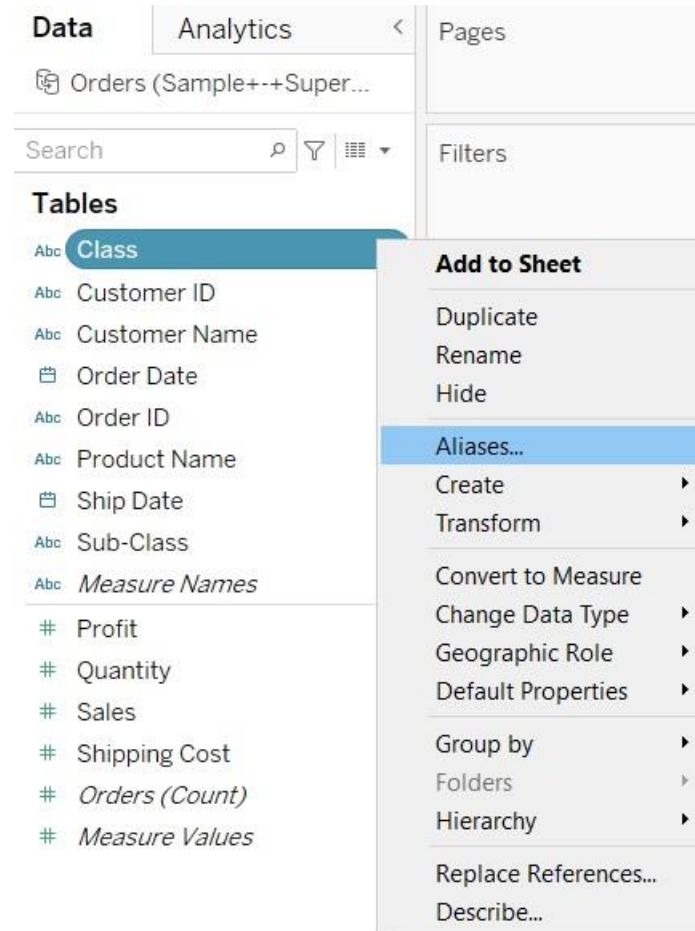 Data
Analytics
Orders (Sample+-+Super...
Search
Tables
Abc Class
Abc Customer ID
Abc Customer Name
Order Date
Abc Order ID
Abc Product Name
Ship Date
Abc Sub-Class
Abc Measure Names
# Profit
# Quantity
# Sales
# Shipping Cost
# Orders (Count)
# Measure Values
Pages
Filters
Add to Sheet
Duplicate
Rename
Hide
Aliases...
Create
Transform
Convert to Measure
Change Data Type
Geographic Role
Default Properties
Group by
Folders
Hierarchy
Replace References...
Describe...